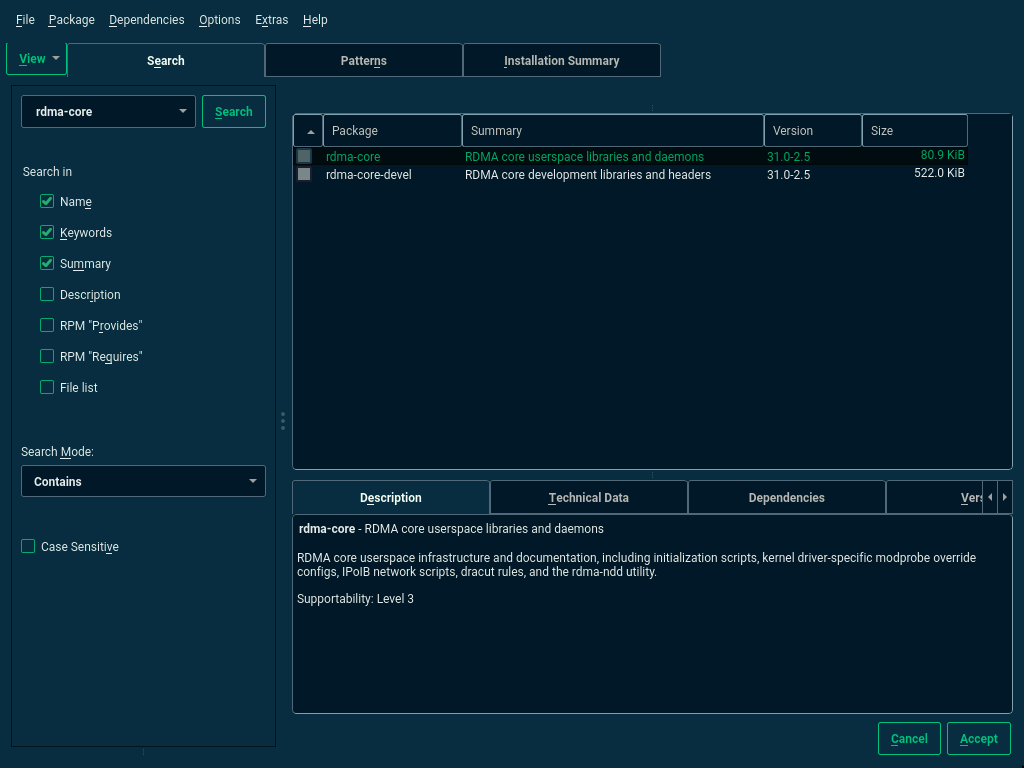 File Package Dependencies Options Extras Help
View Search Patterns Installation Summary
rdma-core Search
Search in
Name
Keywords
Summary
Description
RPM "Provides"
RPM "Requires"
File list
Search Mode:
Contains
Case Sensitive
Package Summary Version Size
rdma-core RDMA core userspace libraries and daemons 31.0-2.5 80.9 KiB
rdma-core-devel RDMA core development libraries and headers 31.0-2.5 522.0 KiB
Description Technical Data Dependencies Vers
rdma-core - RDMA core userspace libraries and daemons
RDMA core userspace infrastructure and documentation, including initialization scripts, kernel driver-specific modprobe override
configs, IPoIB network scripts, dracut rules, and the rdma-ndd utility.
Supportability: Level 3
Cancel Accept